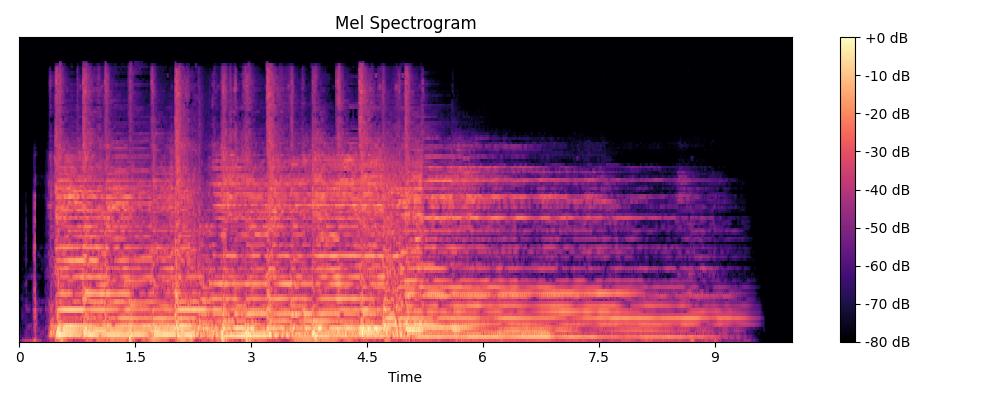 Mel Spectrogram
+0 dB
-10 dB
-20 dB
-30 dB
-40 dB
-50 dB
-60 dB
-70 dB
-80 dB
0 1.5 3 4.5 6 7.5 9
Time